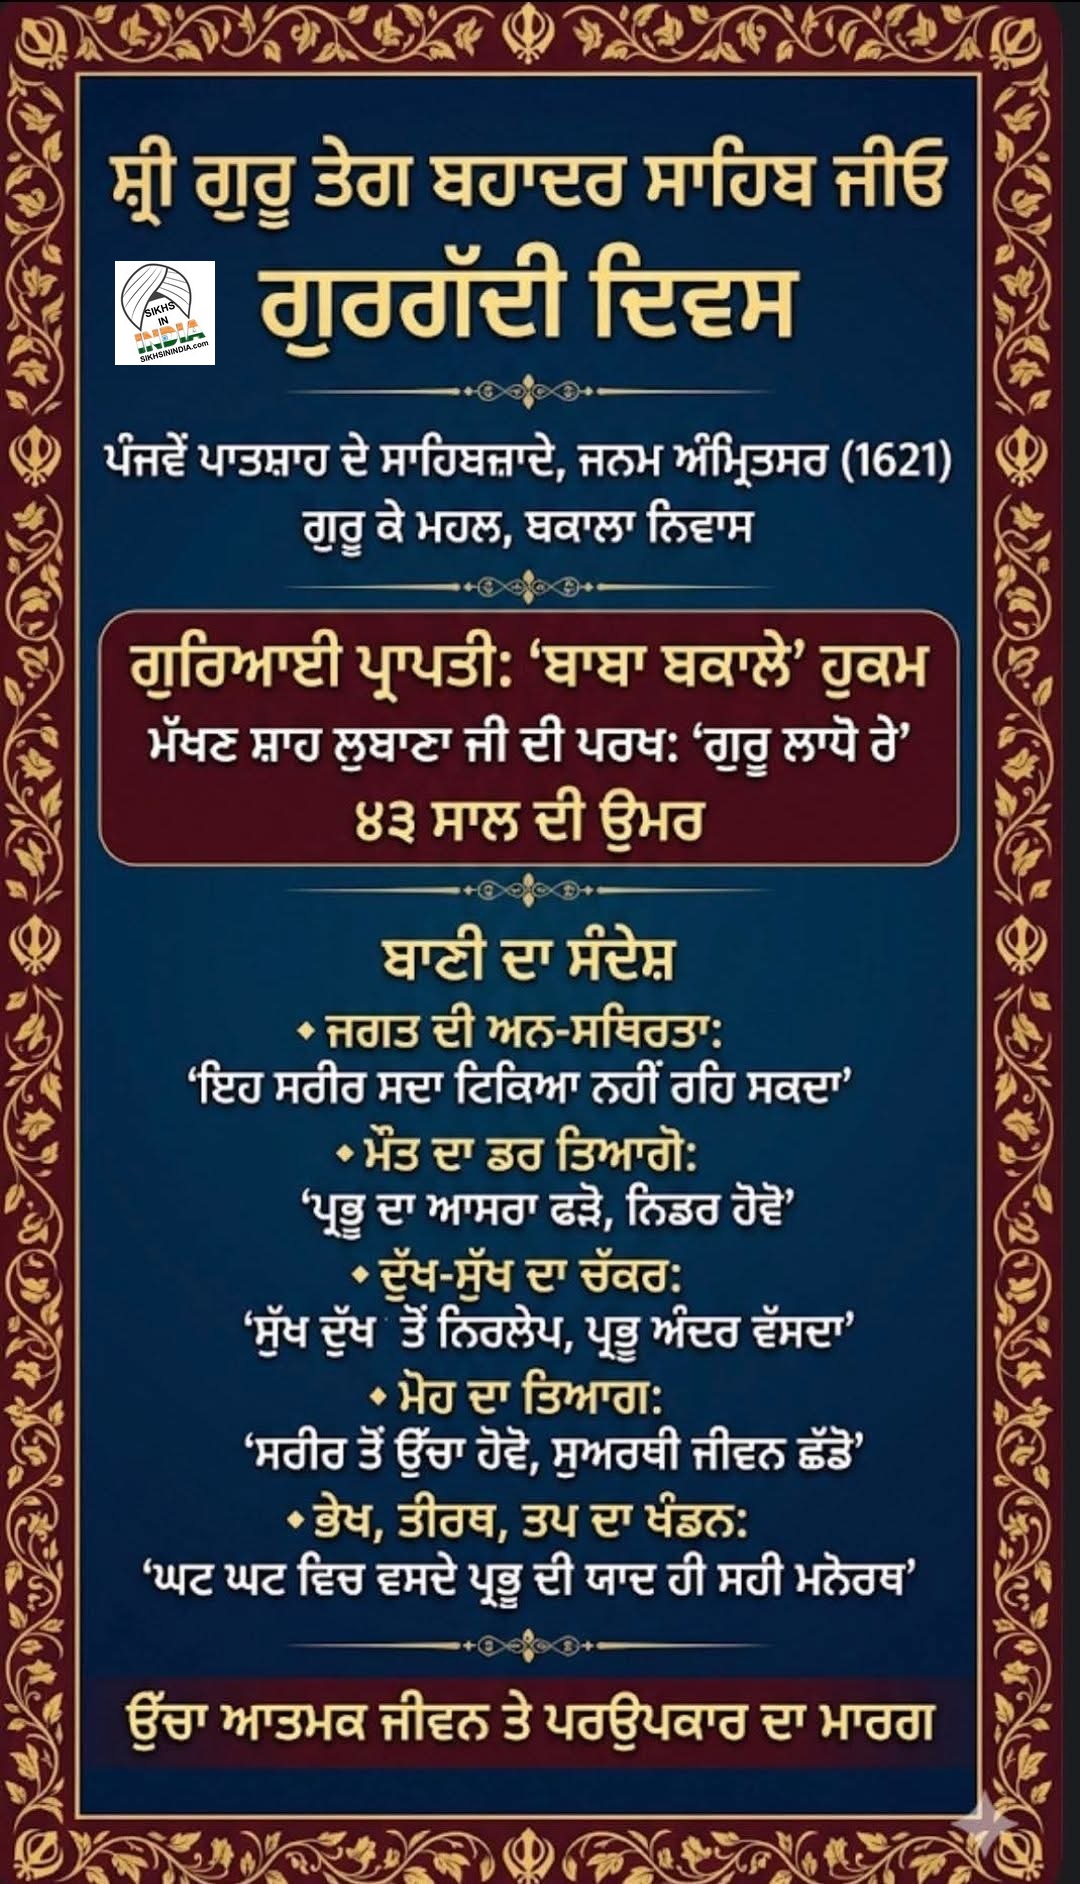 ਸ਼੍ਰੀ ਗੁਰੂ ਤੇਗ ਬਹਾਦਰ ਸਾਹਿਬ ਜੀਓ
ਗੁਰਗੱਦੀ ਦਿਵਸ
SIKHS
IN
INDIA
SIKHSININDIA.com
ਪੰਜਵੇਂ ਪਾਤਸ਼ਾਹ ਦੇ ਸਾਹਿਬਜ਼ਾਦੇ, ਜਨਮ ਅੰਮ੍ਰਿਤਸਰ (1621)
ਗੁਰੂ ਕੇ ਮਹਲ, ਬਕਾਲਾ ਨਿਵਾਸ
ਗੁਰਿਆਈ ਪ੍ਰਾਪਤੀ: ‘ਬਾਬਾ ਬਕਾਲੇ’ ਹੁਕਮ
ਮੱਖਣ ਸ਼ਾਹ ਲੁਬਾਣਾ ਜੀ ਦੀ ਪਰਖ: ‘ਗੁਰੂ ਲਾਧੋ ਰੇ’
੪੩ ਸਾਲ ਦੀ ਉਮਰ
ਬਾਣੀ ਦਾ ਸੰਦੇਸ਼
• ਜਗਤ ਦੀ ਅਨ-ਸਥਿਰਤਾ:
‘ਇਹ ਸਰੀਰ ਸਦਾ ਟਿਕਿਆ ਨਹੀਂ ਰਹਿ ਸਕਦਾ’
• ਮੌਤ ਦਾ ਡਰ ਤਿਆਗੋ:
‘ਪ੍ਰਭੂ ਦਾ ਆਸਰਾ ਫੜੋ, ਨਿਡਰ ਹੋਵੋ’
• ਦੁੱਖ-ਸੁੱਖ ਦਾ ਚੱਕਰ:
‘ਸੁੱਖ ਦੁੱਖ ਤੋਂ ਨਿਰਲੇਪ, ਪ੍ਰਭੂ ਅੰਦਰ ਵੱਸਦਾ’
• ਮੋਹ ਦਾ ਤਿਆਗ:
‘ਸਰੀਰ ਤੋਂ ਉੱਚਾ ਹੋਵੋ, ਸੁਅਰਥੀ ਜੀਵਨ ਛੱਡੋ’
• ਭੇਖ, ਤੀਰਥ, ਤਪ ਦਾ ਖੰਡਨ:
‘ਘਟ ਘਟ ਵਿਚ ਵਸਦੇ ਪ੍ਰਭੂ ਦੀ ਯਾਦ ਹੀ ਸਹੀ ਮਨੋਰਥ’
ਉੱਚਾ ਆਤਮਕ ਜੀਵਨ ਤੇ ਪਰਉਪਕਾਰ ਦਾ ਮਾਰਗ